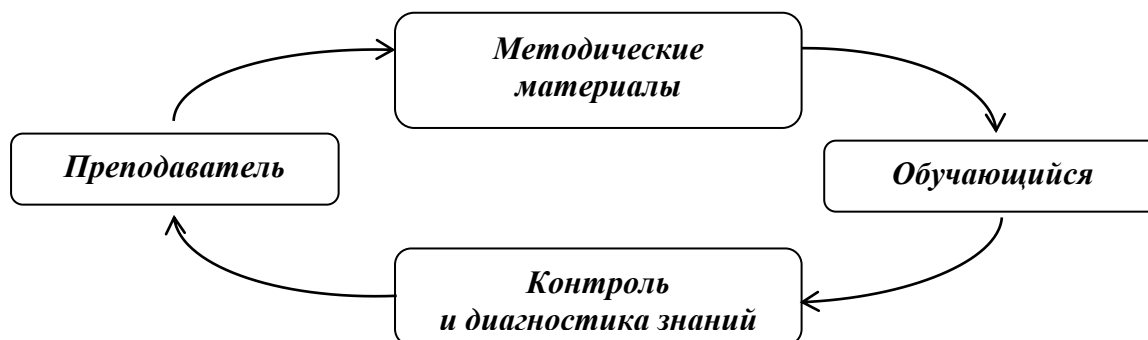 Методические
материалы
Преподаватель
Обучающийся
Контроль
и диагностика знаний